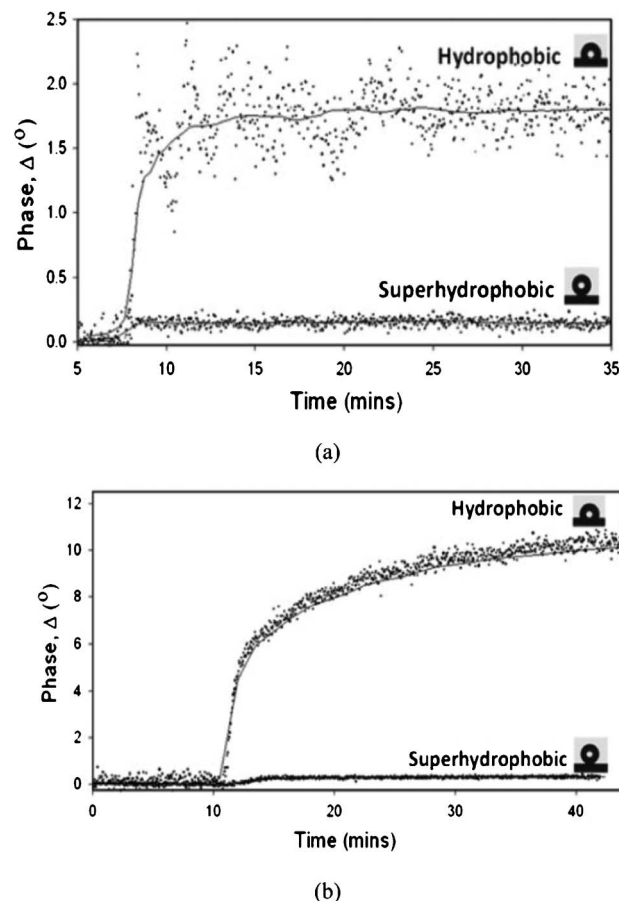 2.5
Hydrophobic
2.0
1.5
Phase, Δ (°)
1.0
Superhydrophobic
0.5
0.0
5 10 15 20 25 30 35
Time (mins)
(a)
12
Hydrophobic
10
8
Phase, Δ (°)
6
4
2
Superhydrophobic
0
0 10 20 30 40
Time (mins)
(b)